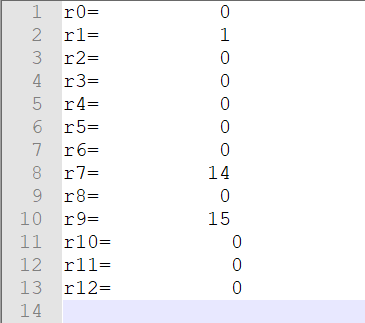 1 r0= 0
2 r1= 1
3 r2= 0
4 r3= 0
5 r4= 0
6 r5= 0
7 r6= 0
8 r7= 14
9 r8= 0
10 r9= 15
11 r10= 0
12 r11= 0
13 r12= 0
14